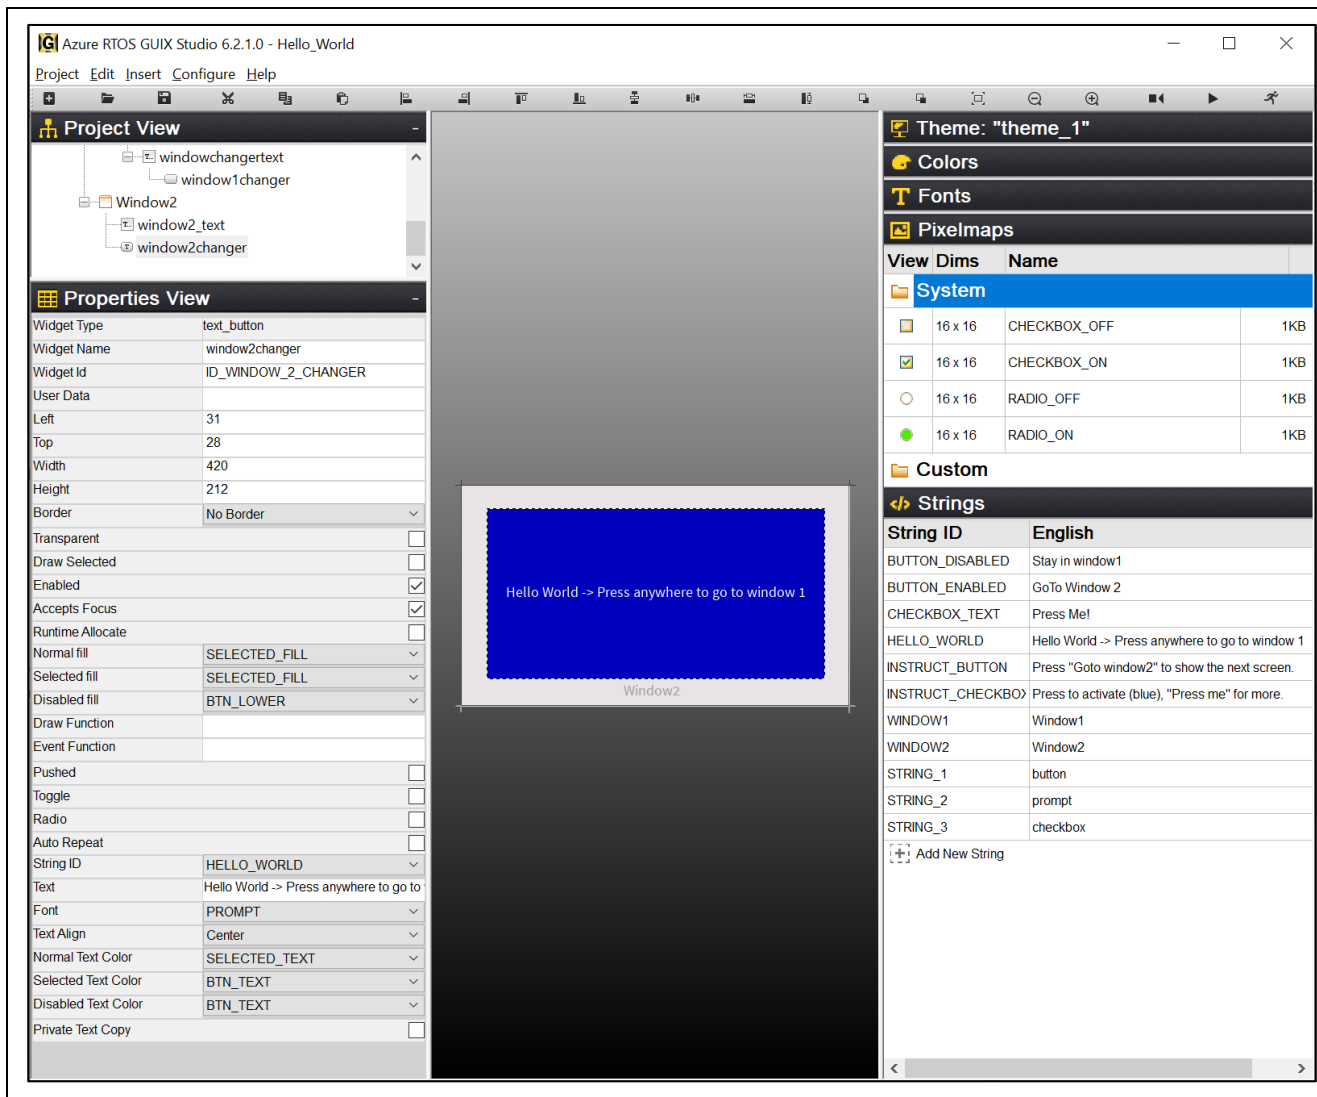 Azure RTOS GUIX Studio 6.2.1.0 - Hello_World
Project Edit Insert Configure Help
Project View
windowchangertext
window1changer
Window2
window2_text
window2changer
Properties View
Widget Type text_button
Widget Name window2changer
Widget Id ID_WINDOW_2_CHANGER
User Data
Left 31
Top 28
Width 420
Height 212
Border No Border
Transparent
Draw Selected
Enabled
Accepts Focus
Runtime Allocate
Normal fill SELECTED_FILL
Selected fill SELECTED_FILL
Disabled fill BTN_LOWER
Draw Function
Event Function
Pushed
Toggle
Radio
Auto Repeat
String ID HELLO_WORLD
Text Hello World -> Press anywhere to go to
Font PROMPT
Text Align Center
Normal Text Color SELECTED_TEXT
Selected Text Color BTN_TEXT
Disabled Text Color BTN_TEXT
Private Text Copy
Hello World -> Press anywhere to go to window 1
Window2
Theme: "theme_1"
Colors
Fonts
Pixelmaps
View Dims Name
System
16 x 16 CHECKBOX_OFF 1KB
16 x 16 CHECKBOX_ON 1KB
16 x 16 RADIO_OFF 1KB
16 x 16 RADIO_ON 1KB
Custom
Strings
String ID English
BUTTON_DISABLED Stay in window1
BUTTON_ENABLED GoTo Window 2
CHECKBOX_TEXT Press Me!
HELLO_WORLD Hello World -> Press anywhere to go to window 1
INSTRUCT_BUTTON Press "Goto window2" to show the next screen.
INSTRUCT_CHECKBOX Press to activate (blue), "Press me" for more.
WINDOW1 Window1
WINDOW2 Window2
STRING_1 button
STRING_2 prompt
STRING_3 checkbox
Add New String